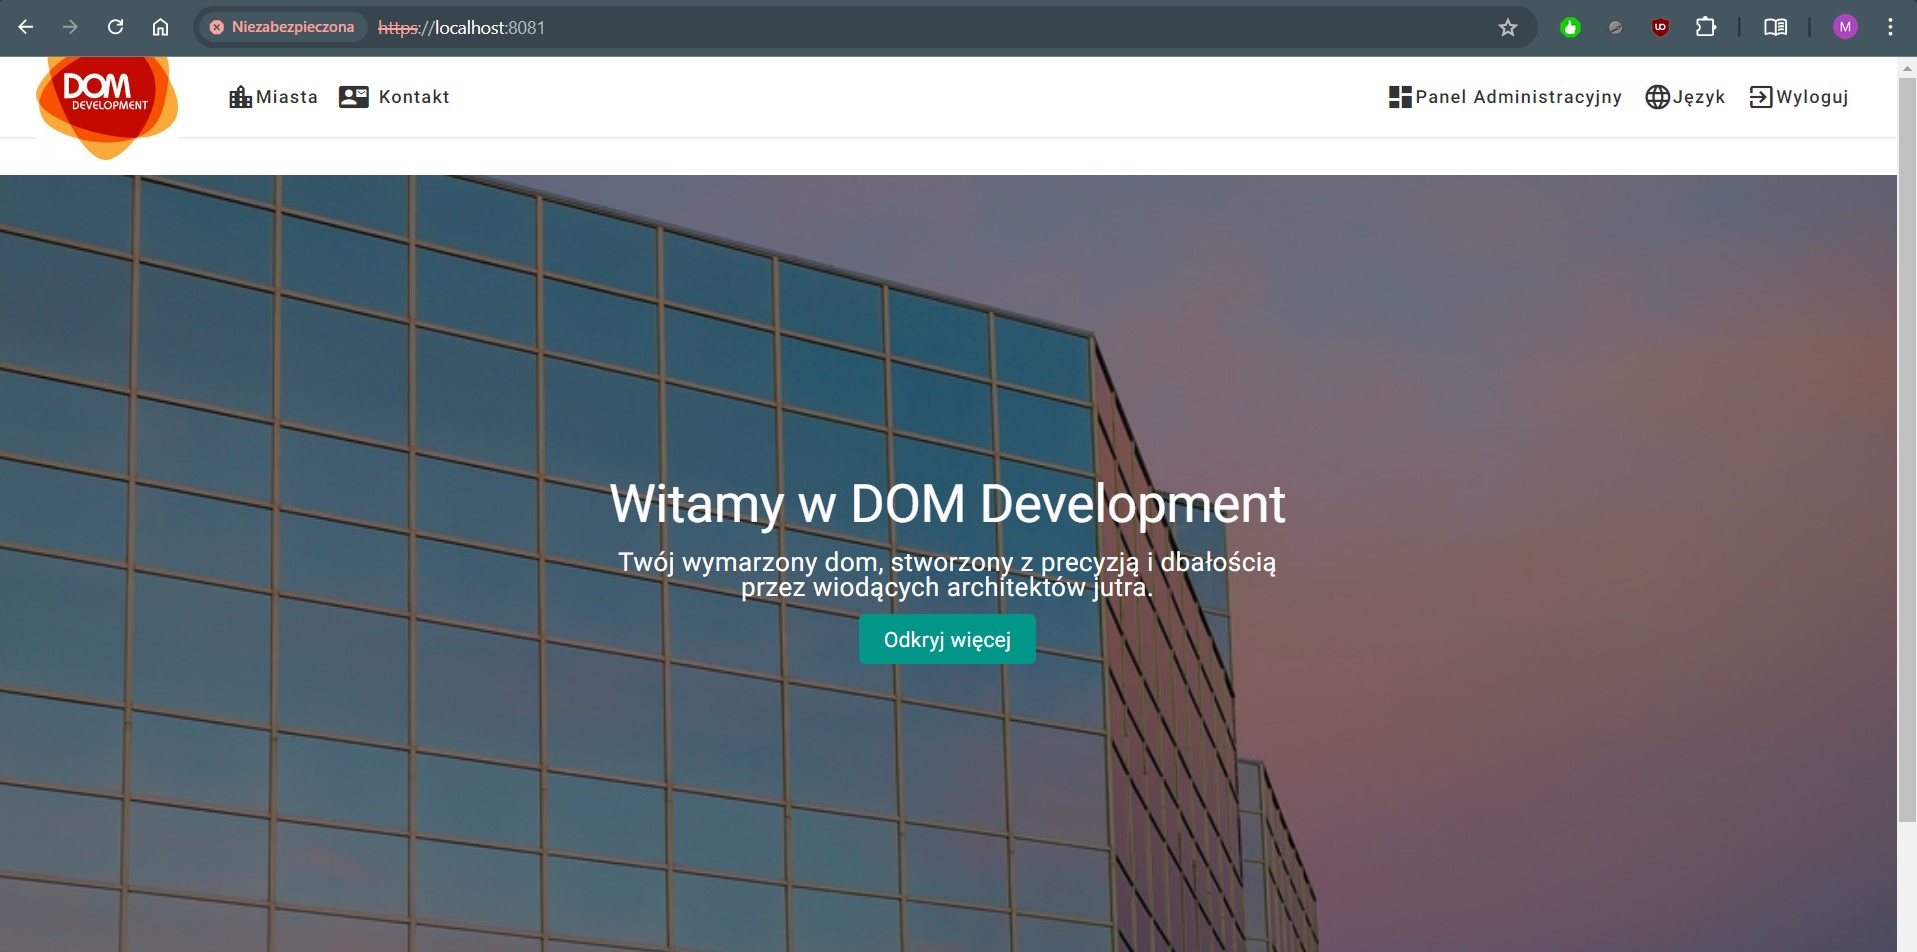 Niezabezpieczona https://localhost:8081
M
DOM
DEVELOPMENT
Miasta Kontakt Panel Administracyjny Język Wyloguj
Witamy w DOM Development
Twój wymarzony dom, stworzony z precyzją i dbałością
przez wiodących architektów jutra.
Odkryj więcej